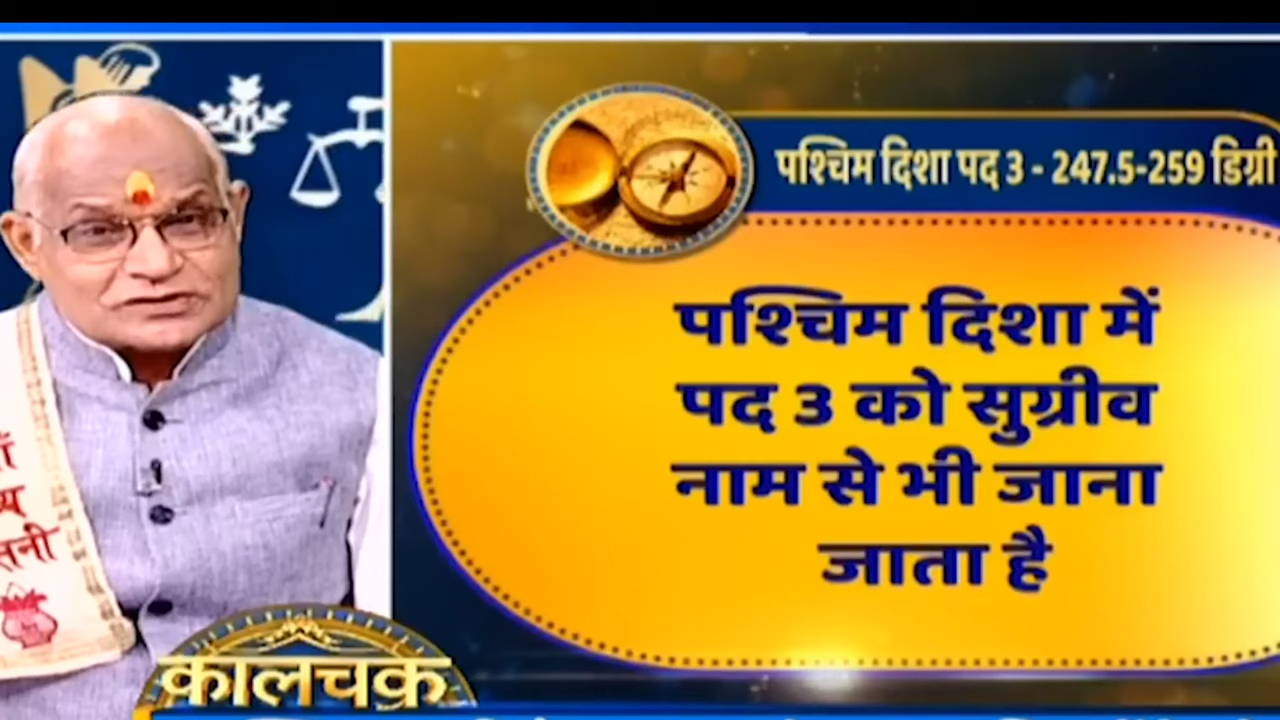 पश्चिम दिशा पद 3 - 247.5-259 डिग्री
पश्चिम दिशा में
पद 3 को सुग्रीव
नाम से भी जाना
जाता है
कालचक्र